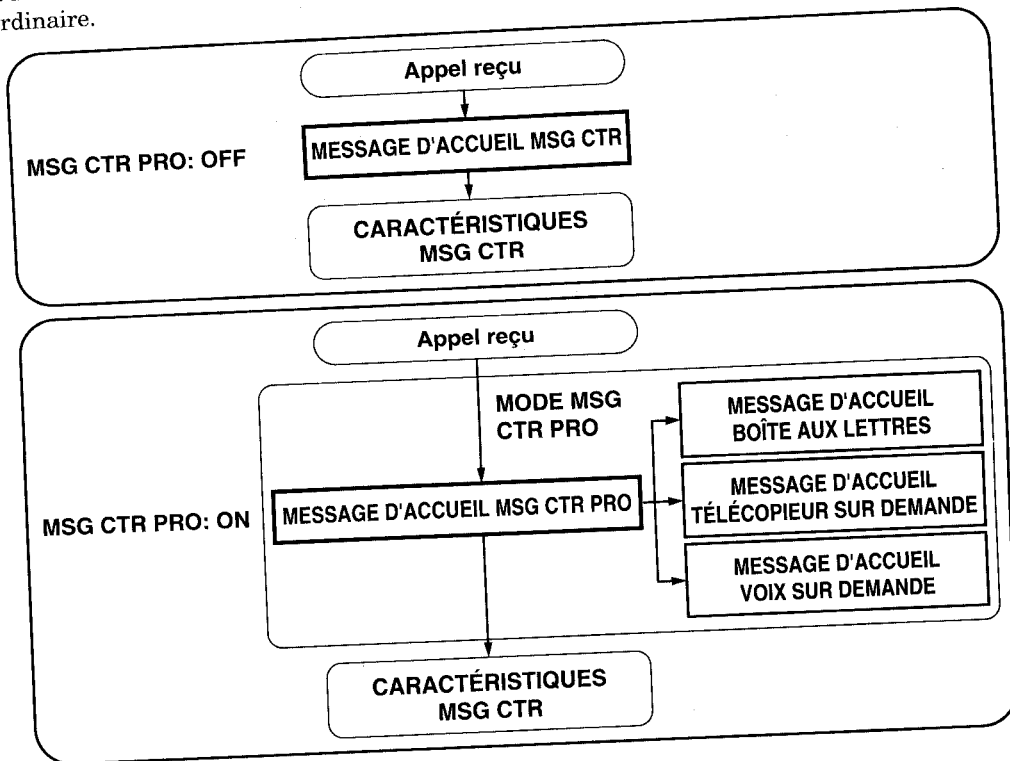 rdinaire.
Appel reçu
MSG CTR PRO: OFF
MESSAGE D'ACCUEIL MSG CTR
CARACTÉRISTIQUES
MSG CTR
Appel reçu
MODE MSG
CTR PRO
MSG CTR PRO: ON
MESSAGE D'ACCUEIL MSG CTR PRO
MESSAGE D'ACCUEIL
BOÎTE AUX LETTRES
MESSAGE D'ACCUEIL
TÉLÉCOPIEUR SUR DEMANDE
MESSAGE D'ACCUEIL
VOIX SUR DEMANDE
CARACTÉRISTIQUES
MSG CTR